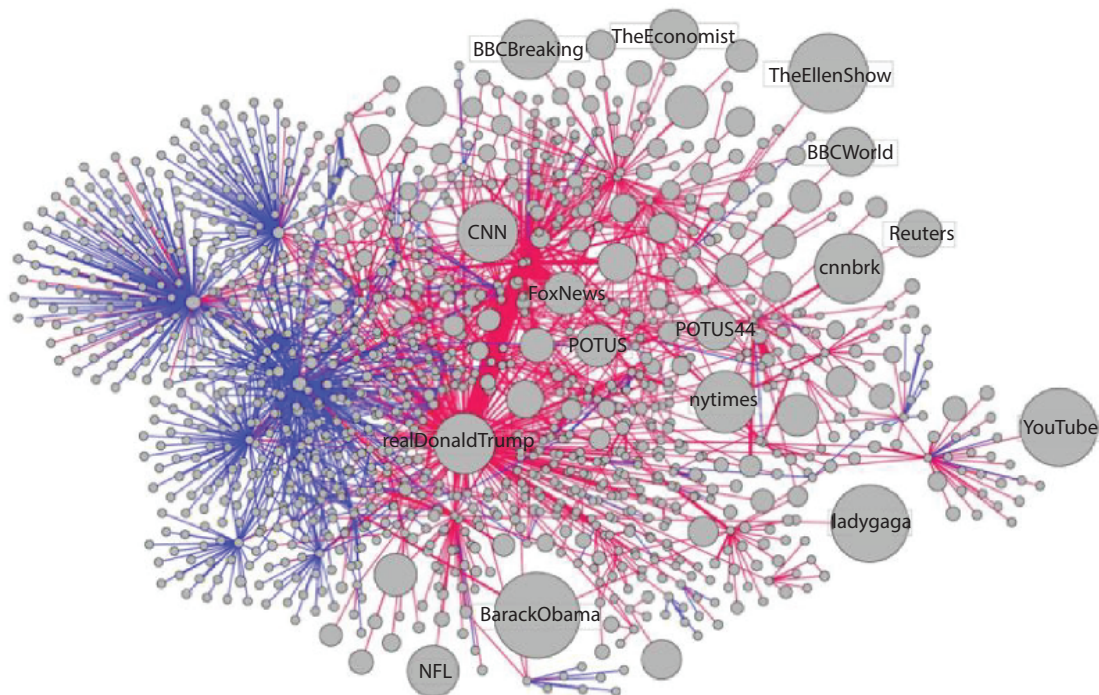 TheEconomist
BBCBreaking
TheEllenShow
BBCWorld
CNN
Reuters
cnnbrk
FoxNews
POTUS44
POTUS
nytimes
YouTube
realDonaldTrump
ladygaga
BarackObama
NFL